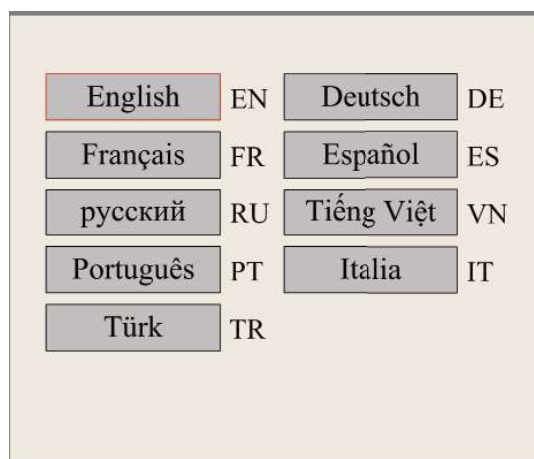 English EN Deutsch DE
Français FR Español ES
русский RU Tiếng Việt VN
Português PT Italia IT
Türk TR